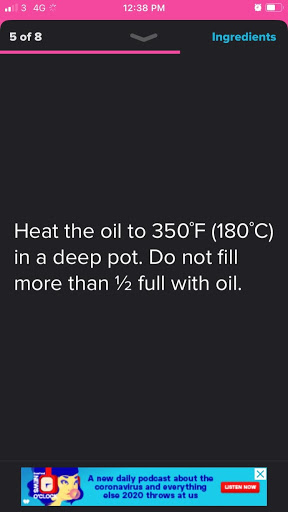 3 4G 12:38 PM
5 of 8 Ingredients
Heat the oil to 350°F (180°C)
in a deep pot. Do not fill
more than ½ full with oil.
NEWS
O'CLOCK
A new daily podcast about the
coronavirus and everything
else 2020 throws at us
LISTEN NOW